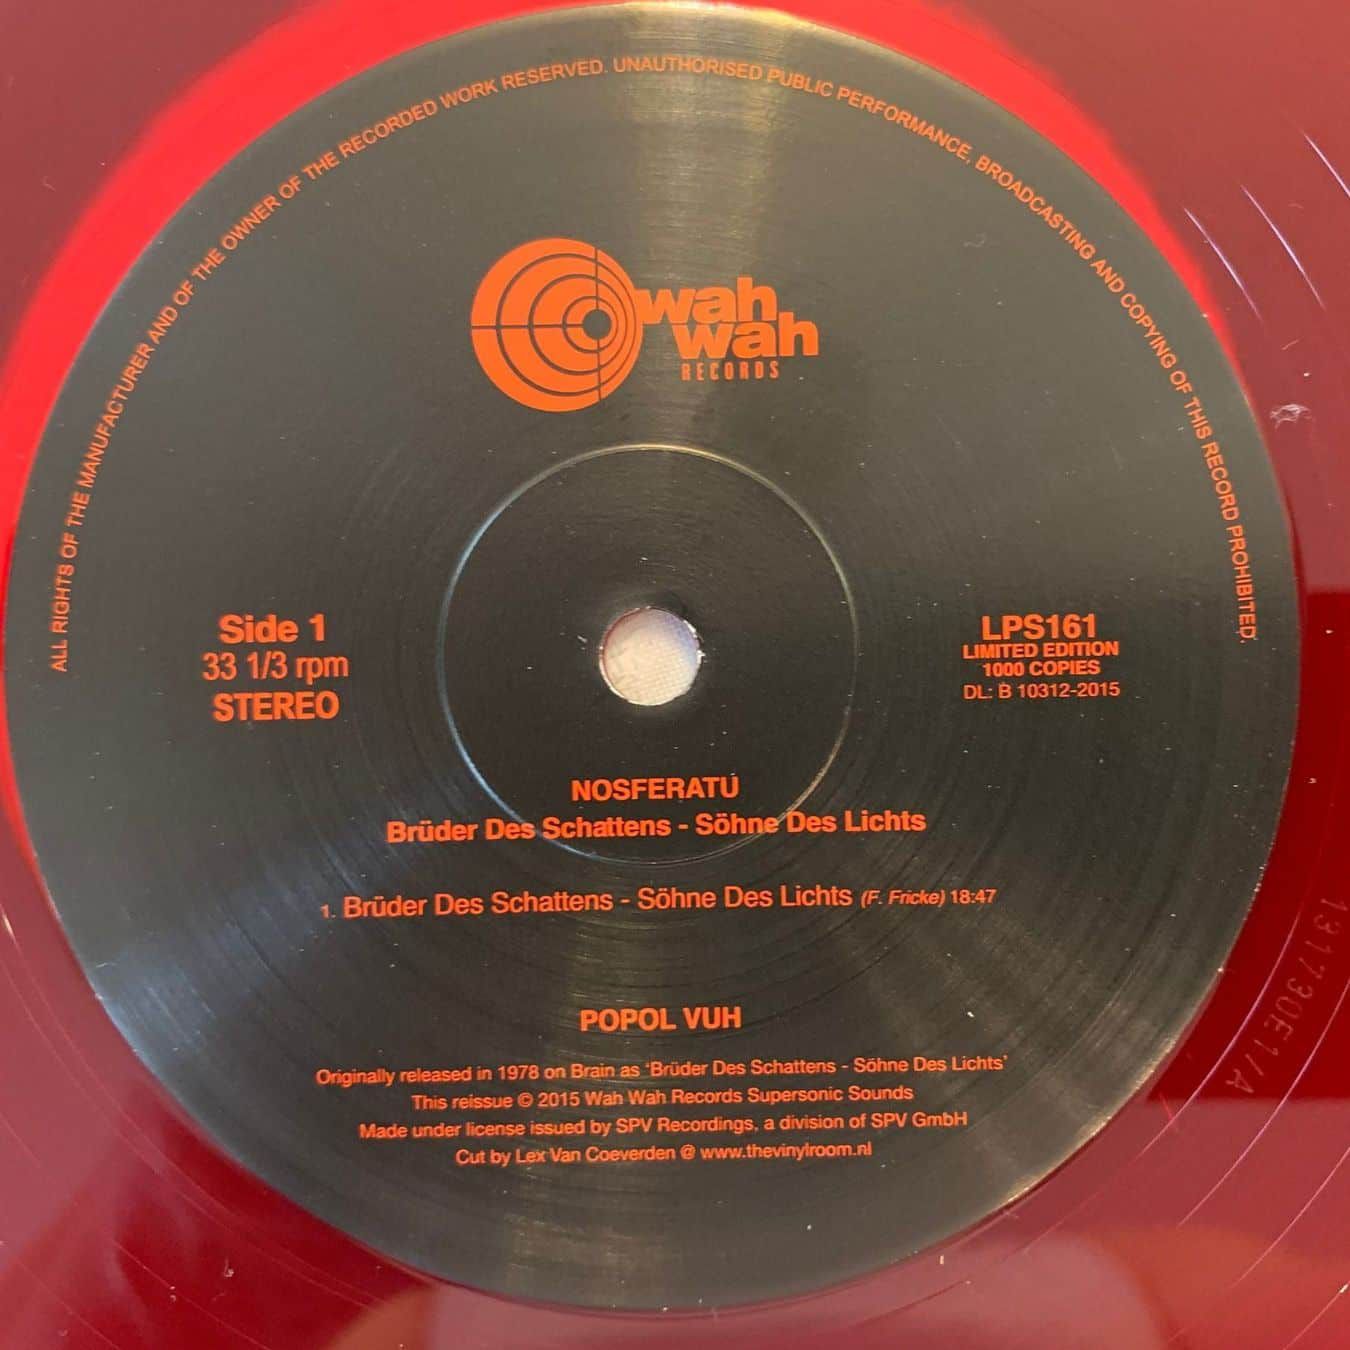 ALL RIGHTS OF THE MANUFACTURER AND OF THE OWNER OF THE RECORDED WORK RESERVED. UNAUTHORISED PUBLIC PERFORMANCE, BROADCASTING AND COPYING OF THIS RECORD PROHIBITED.
wah
wah
RECORDS
Side 1
33 1/3 rpm
STEREO
LPS161
LIMITED EDITION
1000 COPIES
DL: B 10312-2015
NOSFERATU
Brüder Des Schattens - Söhne Des Lichts
1. Brüder Des Schattens - Söhne Des Lichts (F. Fricke) 18:47
POPOL VUH
Originally released in 1978 on Brain as 'Brüder Des Schattens - Söhne Des Lichts'
This reissue © 2015 Wah Wah Records Supersonic Sounds
Made under license issued by SPV Recordings, a division of SPV GmbH
Cut by Lex Van Coeverden @ www.thevinylroom.nl
131730E1/A